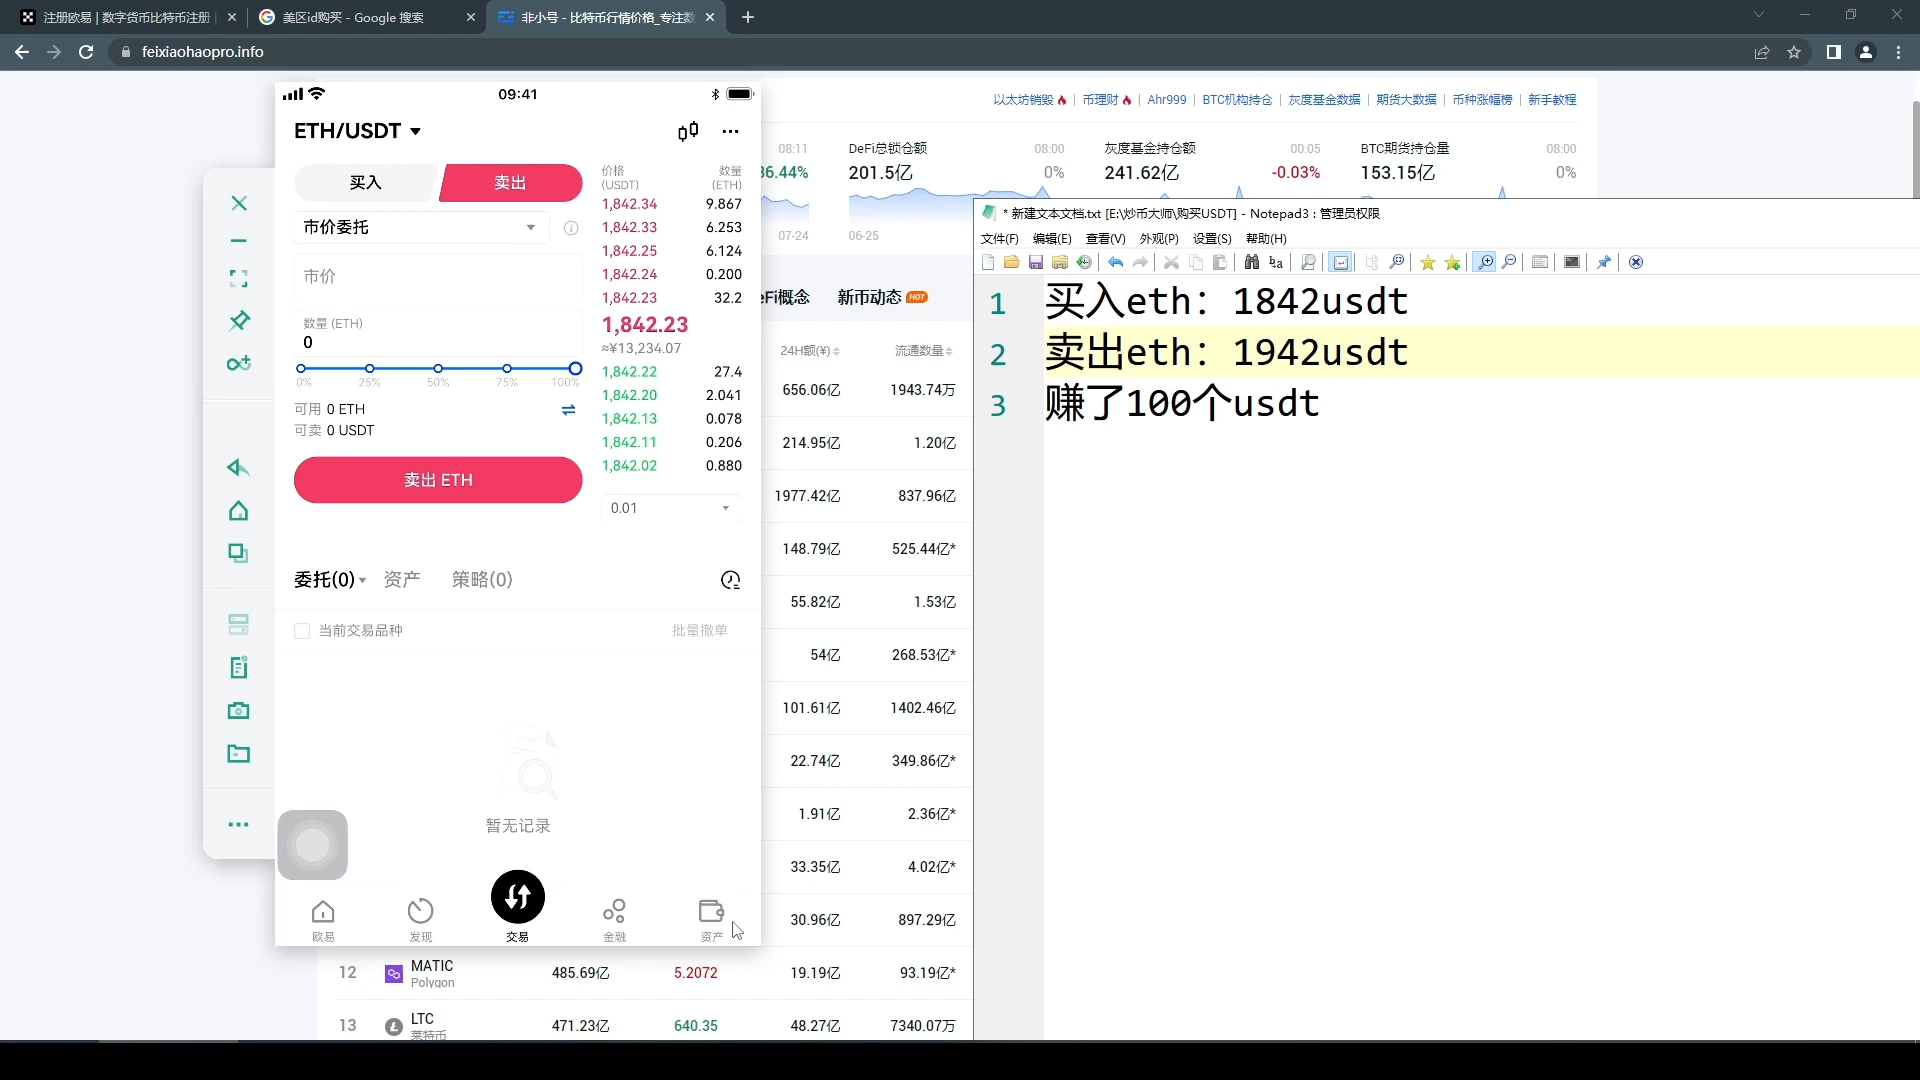 注册欧易 | 数字货币比特币注册
美区id购买 - Google 搜索
非小号 - 比特币行情价格_专注数
feixiaohaopro.info
以太坊销毁 | 币理财 | Ahr999 | BTC机构持仓 | 灰度基金数据 | 期货大数据 | 币种涨幅榜 | 新手教程
08:11
36.44%
07-24
DeFi总锁仓额 08:00
201.5亿 0%
06-25
灰度基金持仓额 00:05
241.62亿 -0.03%
BTC期货持仓量 08:00
153.15亿 0%
eFi概念 新币动态 HOT
24H额(¥) 流通数量
656.06亿 1943.74万
214.95亿 1.20亿
1977.42亿 837.96亿
148.79亿 525.44亿*
55.82亿 1.53亿
54亿 268.53亿*
101.61亿 1402.46亿
22.74亿 349.86亿*
1.91亿 2.36亿*
33.35亿 4.02亿*
30.96亿 897.29亿
12 MATIC 485.69亿 5.2072 19.19亿 93.19亿*
Polygon
13 LTC 471.23亿 640.35 48.27亿 7340.07万
莱特币
09:41
ETH/USDT
买入 卖出
市价委托
市价
数量 (ETH)
0
0% 25% 50% 75% 100%
可用 0 ETH
可卖 0 USDT
卖出 ETH
价格 数量
(USDT) (ETH)
1,842.34 9.867
1,842.33 6.253
1,842.25 6.124
1,842.24 0.200
1,842.23 32.2
1,842.23
≈¥13,234.07
1,842.22 27.4
1,842.20 2.041
1,842.13 0.078
1,842.11 0.206
1,842.02 0.880
0.01
委托(0) 资产 策略(0)
当前交易品种 批量撤单
暂无记录
欧易 发现 交易 金融 资产
* 新建文本文档.txt [E:\炒币大师\购买USDT] - Notepad3 : 管理员权限
文件(F) 编辑(E) 查看(V) 外观(P) 设置(S) 帮助(H)
1 买入eth：1842usdt
2 卖出eth：1942usdt
3 赚了100个usdt